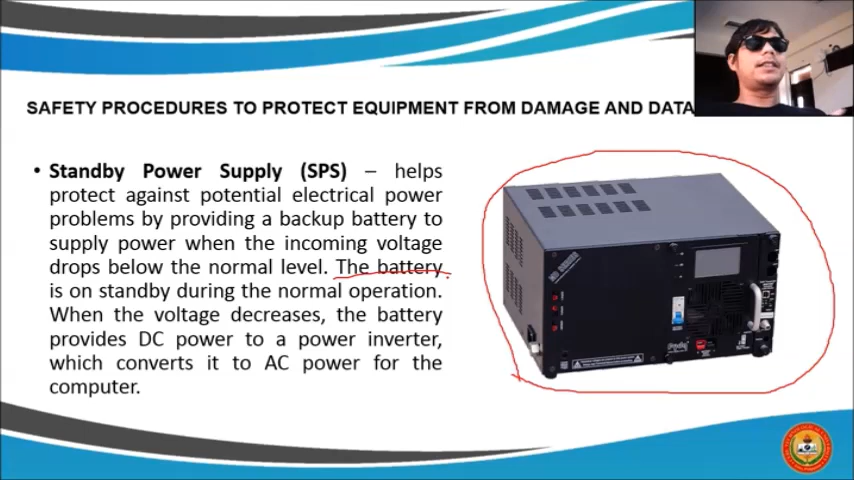 SAFETY PROCEDURES TO PROTECT EQUIPMENT FROM DAMAGE AND DATA
• Standby Power Supply (SPS) – helps
protect against potential electrical power
problems by providing a backup battery to
supply power when the incoming voltage
drops below the normal level. The battery
is on standby during the normal operation.
When the voltage decreases, the battery
provides DC power to a power inverter,
which converts it to AC power for the
computer.